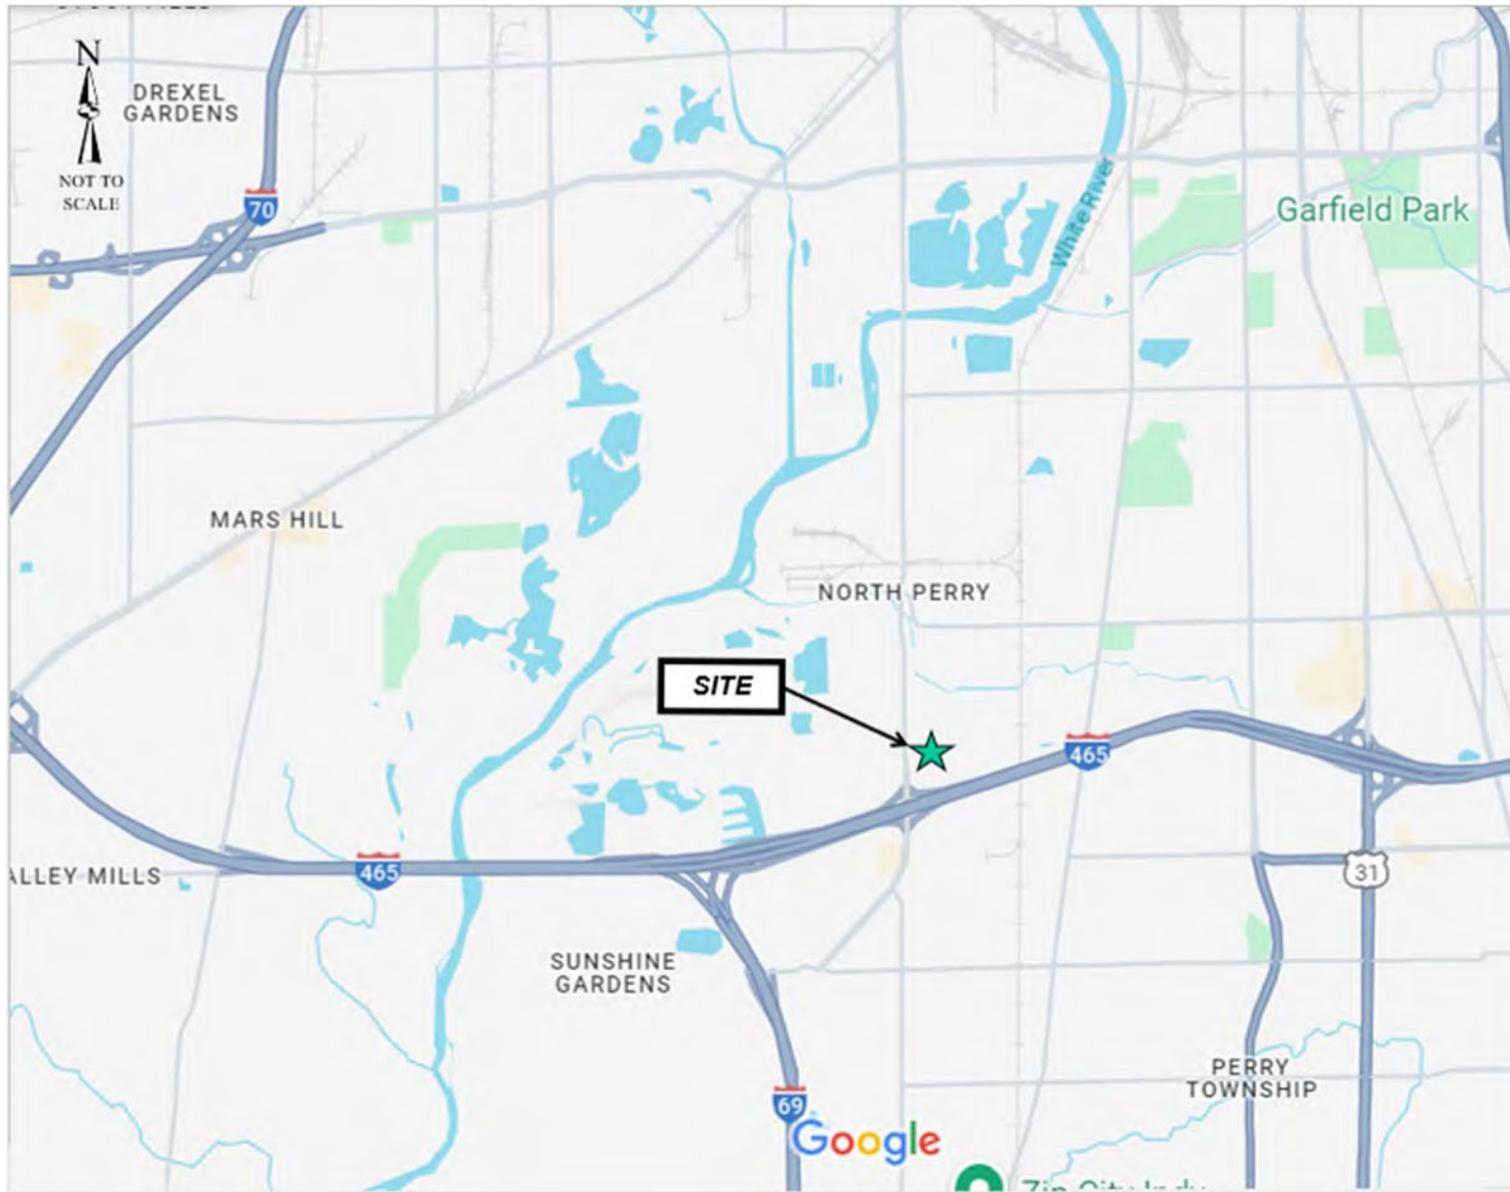 N
NOT TO
SCALE
DREXEL
GARDENS
70
White River
Garfield Park
MARS HILL
NORTH PERRY
SITE
465
465
ALLEY MILLS
31
SUNSHINE
GARDENS
PERRY
TOWNSHIP
69
Google